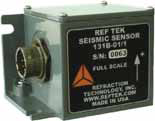 REF TEK
SEISMIC SENSOR
131B-01/1
S/N: 0063
FULL SCALE
REFRACTION
TECHNOLOGY, INC.
WWW.REFTEK.COM
MADE IN USA